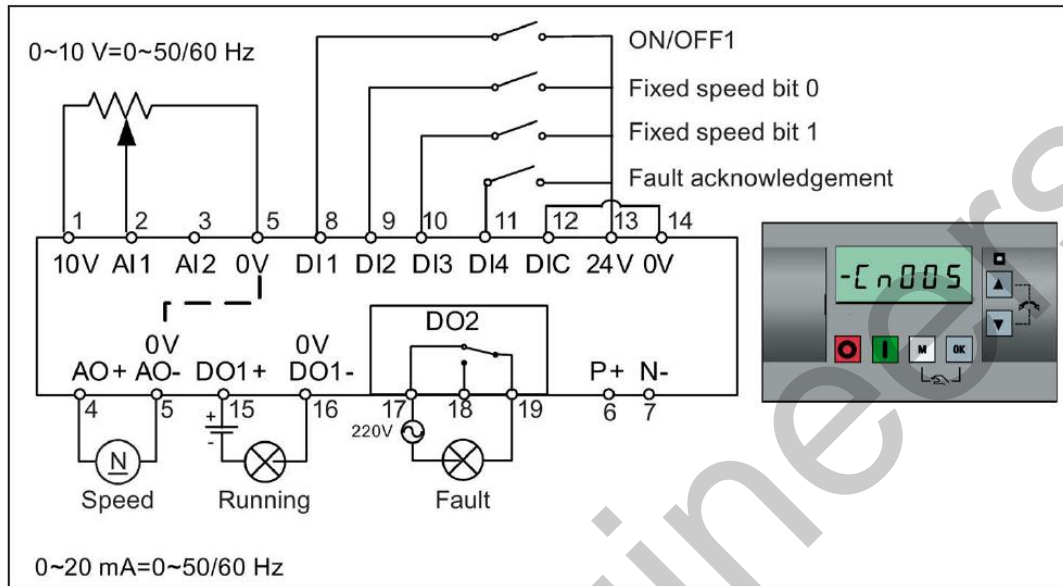 0~10 V=0~50/60 Hz
ON/OFF1
Fixed speed bit 0
Fixed speed bit 1
Fault acknowledgement
1 2 3 5 8 9 10 11 12 13 14
10V AI1 AI2 0V DI1 DI2 DI3 DI4 DIC 24V 0V
-Cn005
M OK
DO2
0V 0V
AO+ AO- DO1+ DO1- P+ N-
4 5 15 16 17 18 19 6 7
+
-
220V
N
Speed Running Fault
0~20 mA=0~50/60 Hz